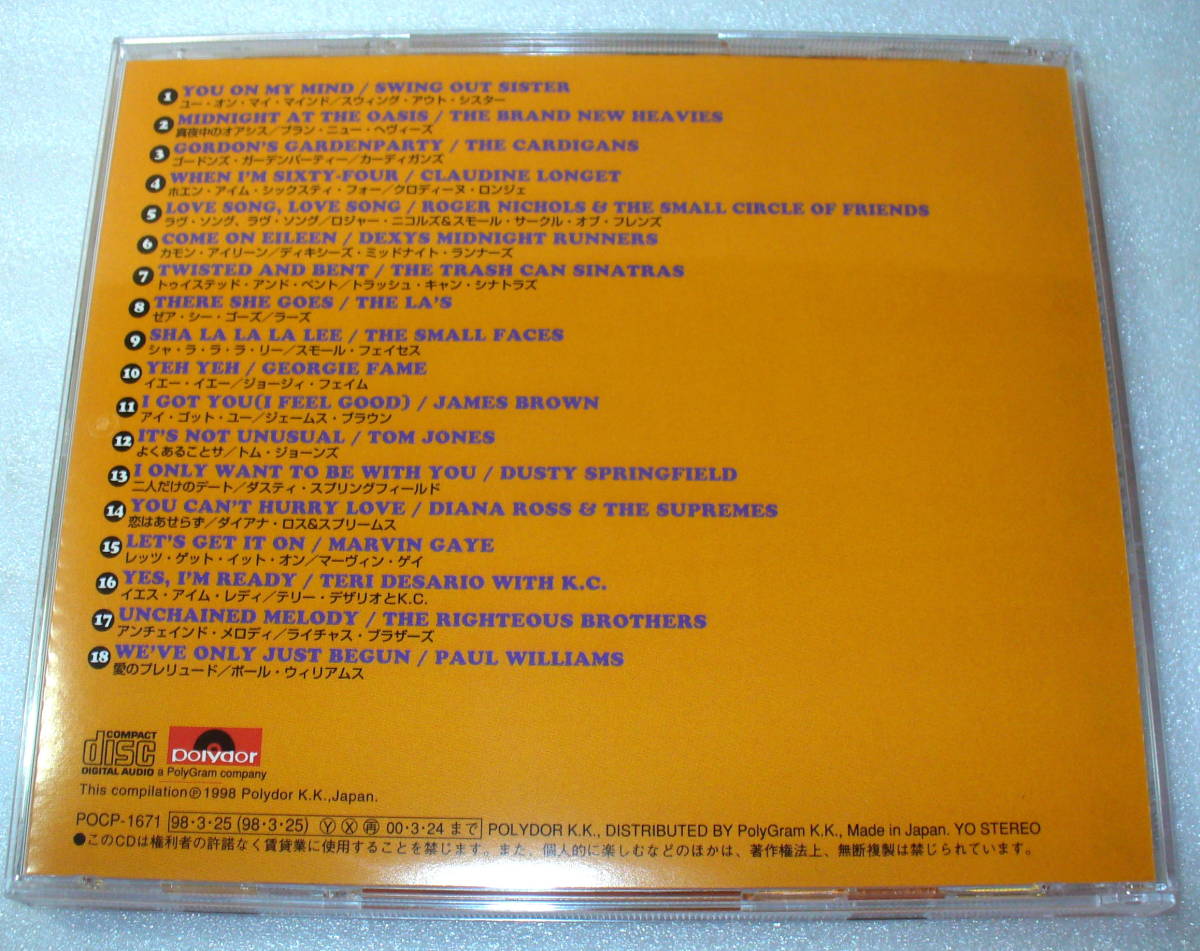 1 YOU ON MY MIND / SWING OUT SISTER
ユー・オン・マイ・マインド／スウィング・アウト・シスター
2 MIDNIGHT AT THE OASIS / THE BRAND NEW HEAVIES
真夜中のオアシス／ブラン・ニュー・ヘヴィーズ
3 GORDON'S GARDENPARTY / THE CARDIGANS
ゴードンズ・ガーデンパーティー／カーディガンズ
4 WHEN I'M SIXTY-FOUR / CLAUDINE LONGET
ホエン・アイム・シックスティ・フォー／クロディーヌ・ロンジェ
5 LOVE SONG, LOVE SONG / ROGER NICHOLS & THE SMALL CIRCLE OF FRIENDS
ラヴ・ソング、ラヴ・ソング／ロジャー・ニコルズ&スモール・サークル・オブ・フレンズ
6 COME ON EILEEN / DEXYS MIDNIGHT RUNNERS
カモン・アイリーン／ディキシーズ・ミッドナイト・ランナーズ
7 TWISTED AND BENT / THE TRASH CAN SINATRAS
トゥイステッド・アンド・ベント／トラッシュ・キャン・シナトラズ
8 THERE SHE GOES / THE LA'S
ゼア・シー・ゴーズ／ラーズ
9 SHA LA LA LA LEE / THE SMALL FACES
シャ・ラ・ラ・ラ・リー／スモール・フェイセス
10 YEH YEH / GEORGIE FAME
イエー・イエー／ジョージィ・フェイム
11 I GOT YOU(I FEEL GOOD) / JAMES BROWN
アイ・ゴット・ユー／ジェームス・ブラウン
12 IT'S NOT UNUSUAL / TOM JONES
よくあることサ／トム・ジョーンズ
13 I ONLY WANT TO BE WITH YOU / DUSTY SPRINGFIELD
二人だけのデート／ダスティ・スプリングフィールド
14 YOU CAN'T HURRY LOVE / DIANA ROSS & THE SUPREMES
恋はあせらず／ダイアナ・ロス&スプリームス
15 LET'S GET IT ON / MARVIN GAYE
レッツ・ゲット・イット・オン／マーヴィン・ゲイ
16 YES, I'M READY / TERI DESARIO WITH K.C.
イエス・アイム・レディ／テリー・デザリオとK.C.
17 UNCHAINED MELODY / THE RIGHTEOUS BROTHERS
アンチェインド・メロディ／ライチャス・ブラザーズ
18 WE'VE ONLY JUST BEGUN / PAUL WILLIAMS
愛のプレリュード／ポール・ウィリアムス
COMPACT disc DIGITAL AUDIO
polydor
a PolyGram company
This compilation℗1998 Polydor K.K.,Japan.
POCP-1671 98・3・25 (98・3・25) Ⓨ Ⓧ ㊮ 00・3・24 まで POLYDOR K.K., DISTRIBUTED BY PolyGram K.K., Made in Japan. YO STEREO
●このCDは権利者の許諾なく賃貸業に使用することを禁じます。また、個人的に楽しむなどのほかは、著作権法上、無断複製は禁じられています。